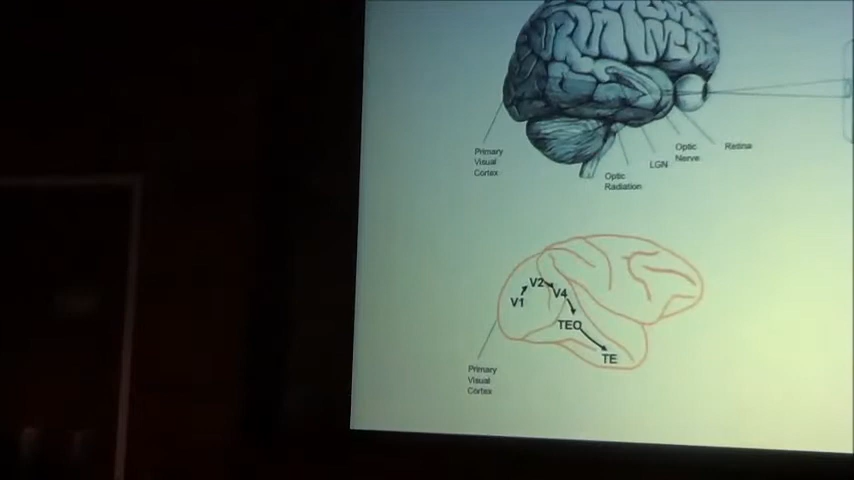 Primary
Visual
Cortex
Optic
Radiation
LGN
Optic
Nerve
Retina
V1
V2
V4
TEO
TE
Primary
Visual
Cortex